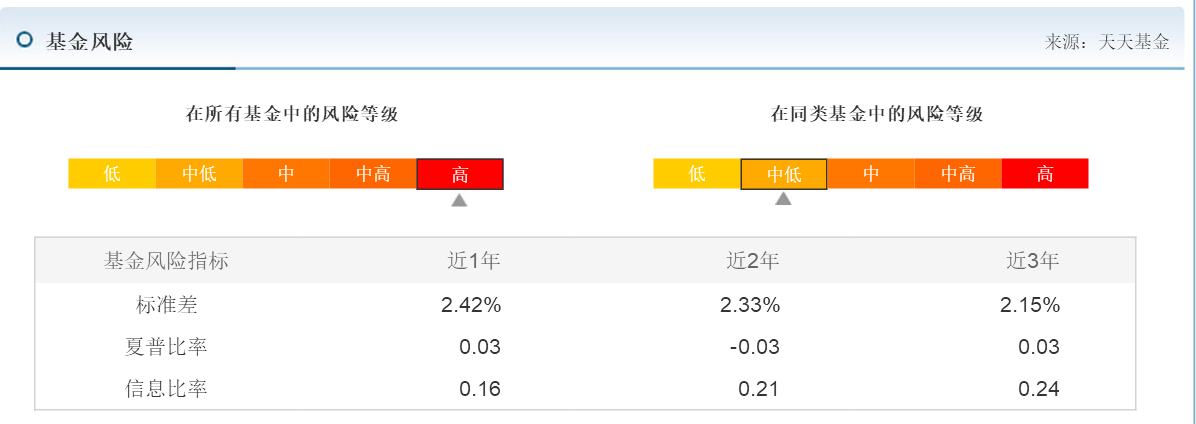 基金风险 来源：天天基金
在所有基金中的风险等级 在同类基金中的风险等级
低 中低 中 中高 高 低 中低 中 中高 高
基金风险指标 近1年 近2年 近3年
标准差 2.42% 2.33% 2.15%
夏普比率 0.03 -0.03 0.03
信息比率 0.16 0.21 0.24